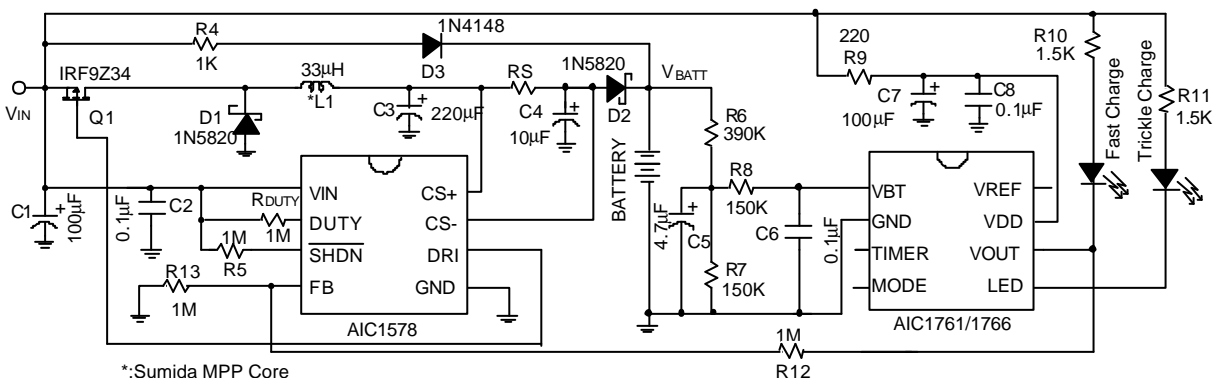 1N4148
R4
1K
D3
220
R9
R10
1.5K
IRF9Z34
Q1
VIN
33µH
*L1
RS
1N5820
D2
VBATT
C3
220µF
C4
10µF
D1
1N5820
C7
100µF
C8
0.1µF
R11
1.5K
Fast Charge
Trickle Charge
R6
390K
BATTERY
R8
150K
C1
100µF
0.1µF
C2
RDUTY
1M
1M
R5
R13
1M
VIN
DUTY
SHDN
FB
CS+
CS-
DRI
GND
AIC1578
4.7µF
C5
C6
0.1µF
R7
150K
VBT
GND
TIMER
MODE
VREF
VDD
VOUT
LED
AIC1761/1766
1M
R12
*:Sumida MPP Core